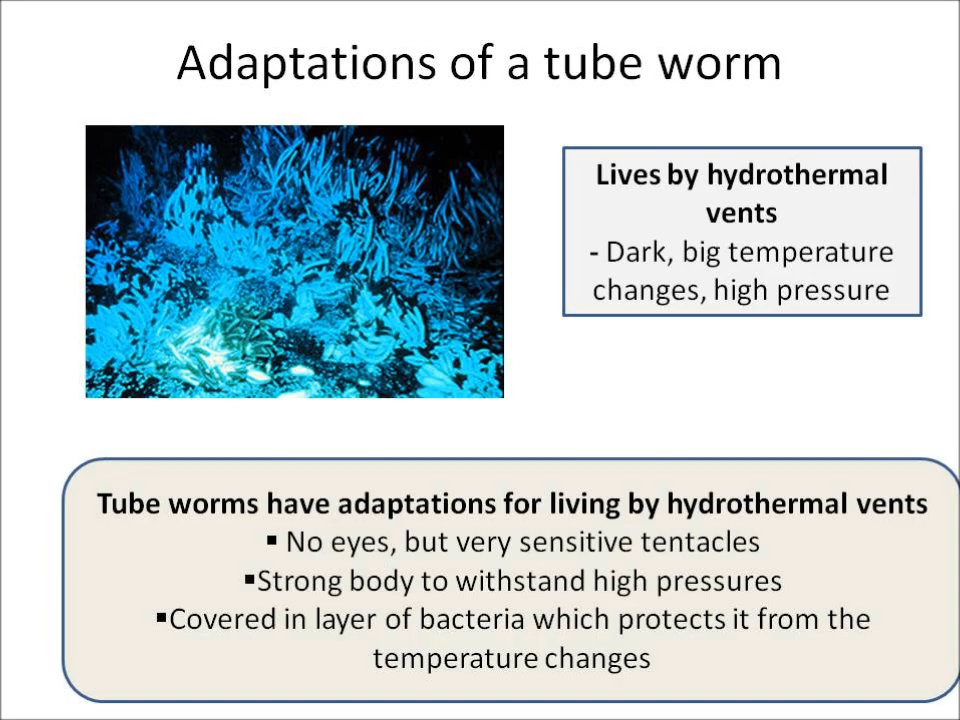 Adaptations of a tube worm
Lives by hydrothermal
vents
- Dark, big temperature
changes, high pressure
Tube worms have adaptations for living by hydrothermal vents
▪ No eyes, but very sensitive tentacles
▪Strong body to withstand high pressures
▪Covered in layer of bacteria which protects it from the
temperature changes